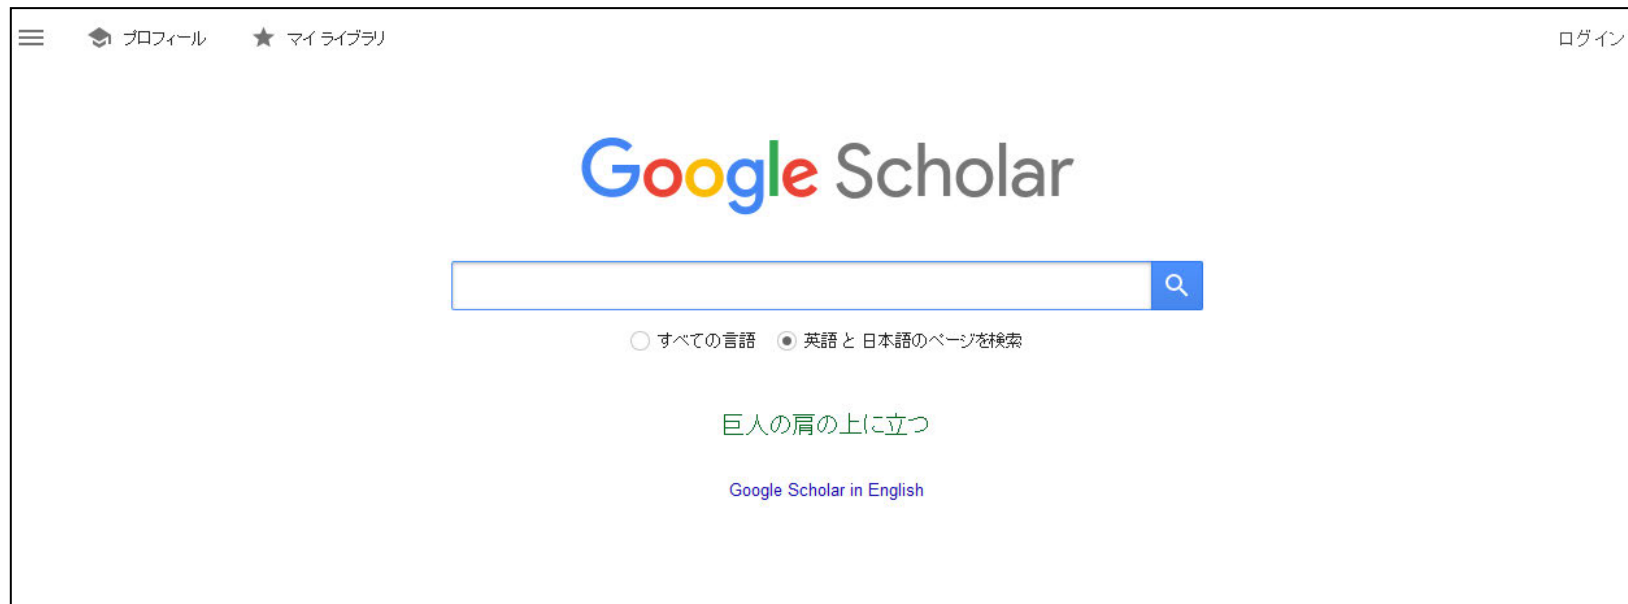 プロフィール マイ ライブラリ ログイン
Google Scholar
すべての言語 英語 と 日本語のページを検索
巨人の肩の上に立つ
Google Scholar in English